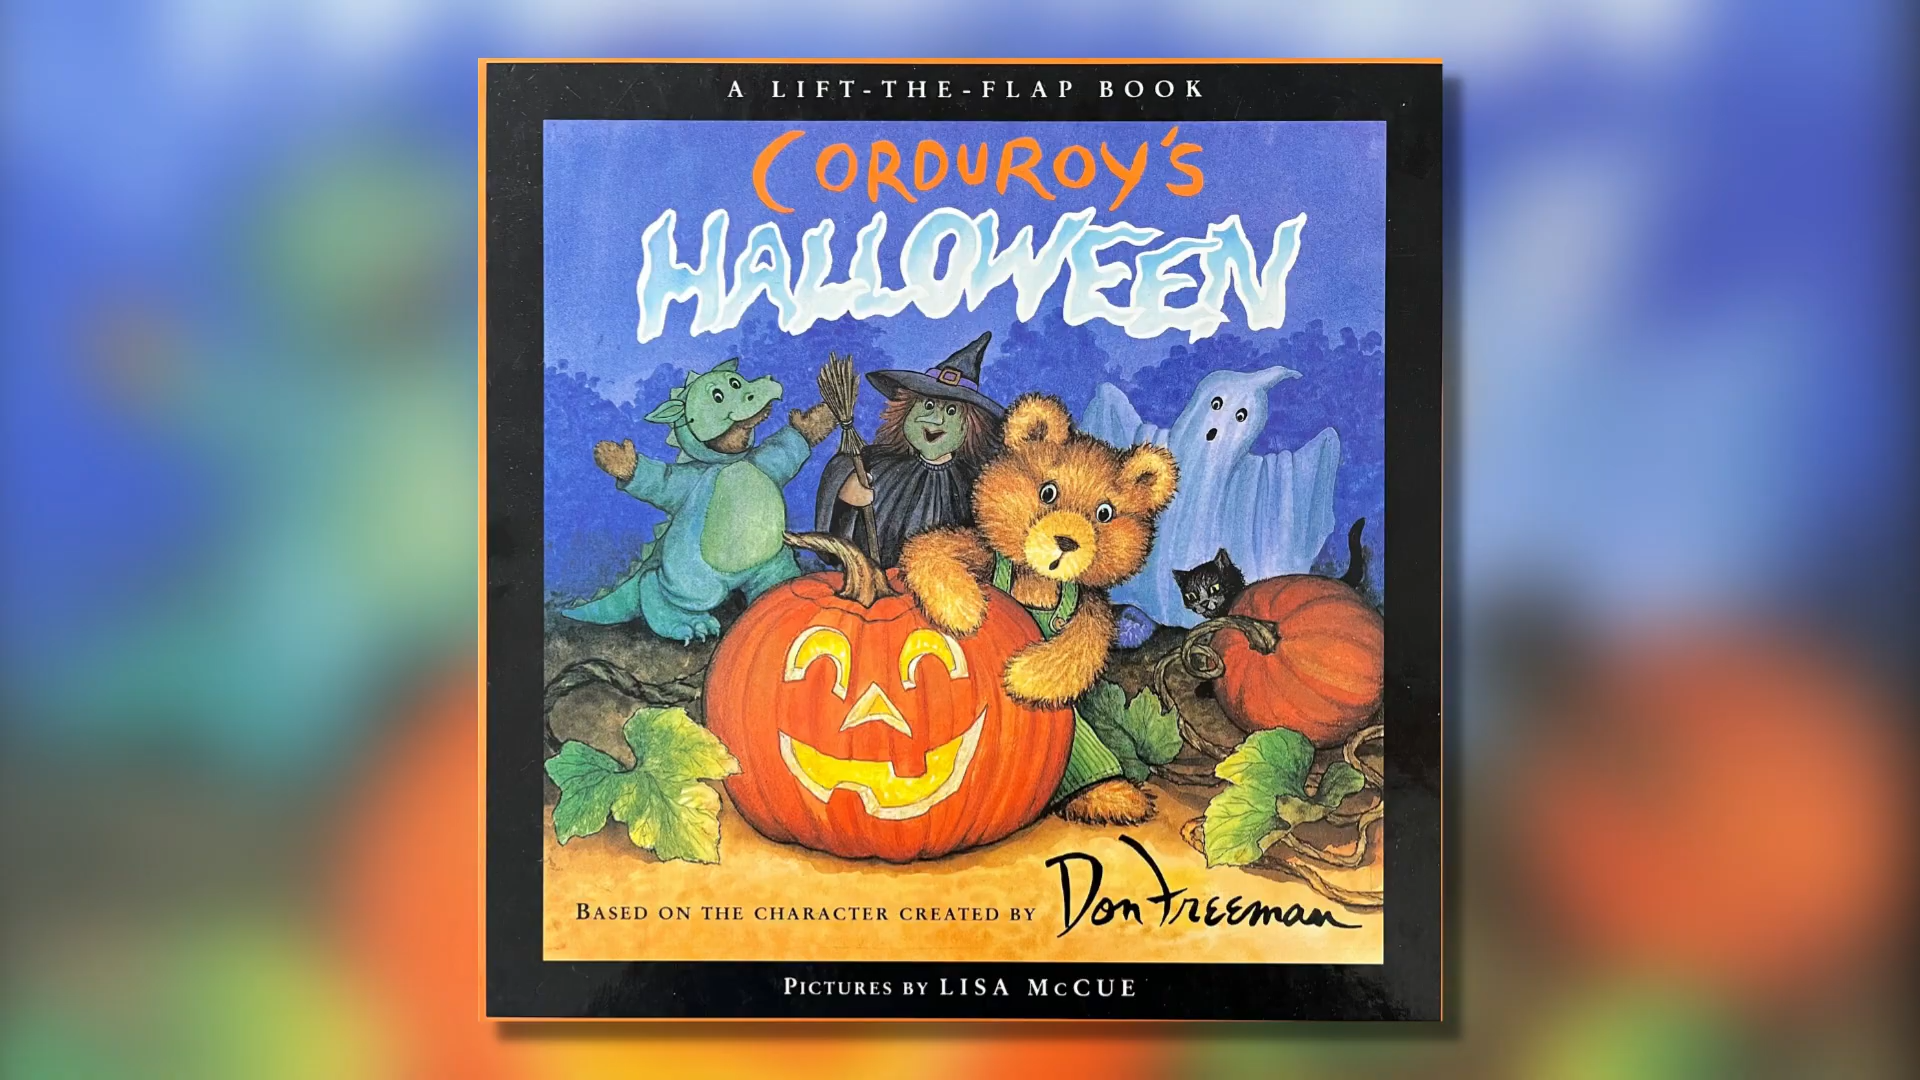 A LIFT-THE-FLAP BOOK
CORDUROY'S
HALLOWEEN
BASED ON THE CHARACTER CREATED BY Don Freeman
PICTURES BY LISA McCUE